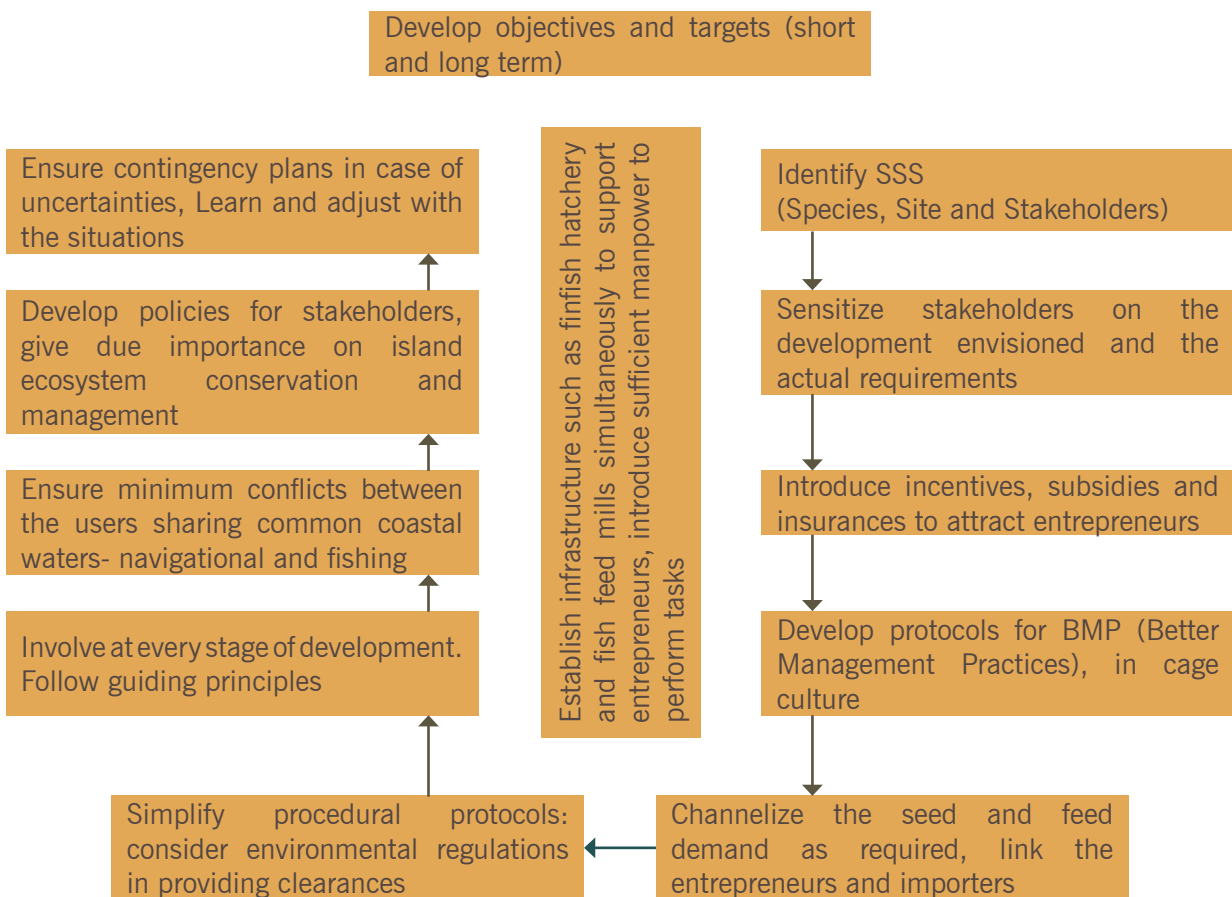 Develop objectives and targets (short
and long term)
Identify SSS
(Species, Site and Stakeholders)
Sensitize stakeholders on the
development envisioned and the
actual requirements
Introduce incentives, subsidies and
insurances to attract entrepreneurs
Develop protocols for BMP (Better
Management Practices), in cage
culture
Channelize the seed and feed
demand as required, link the
entrepreneurs and importers
Simplify procedural protocols:
consider environmental regulations
in providing clearances
Involve at every stage of development.
Follow guiding principles
Ensure minimum conflicts between
the users sharing common coastal
waters- navigational and fishing
Develop policies for stakeholders,
give due importance on island
ecosystem conservation and
management
Ensure contingency plans in case of
uncertainties, Learn and adjust with
the situations
Establish infrastructure such as finfish hatchery
and fish feed mills simultaneously to support
entrepreneurs, introduce sufficient manpower to
perform tasks